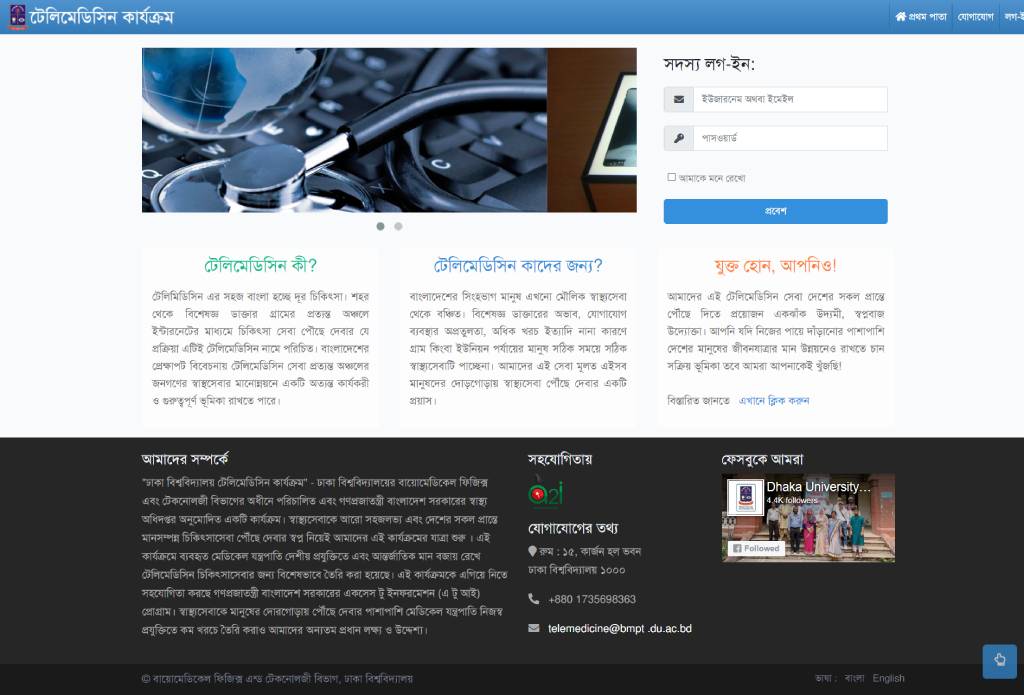 টেলিমেডিসিন কার্যক্রম
প্রথম পাতা
যোগাযোগ
সদস্য লগ-ইন:
ইউজারনেম অথবা ইমেইল
পাসওয়ার্ড
আমাকে মনে রেখো
প্রবেশ
টেলিমেডিসিন কী?
টেলিমিডিসিন এর সহজ বাংলা হচ্ছে দূর চিকিৎসা। শহর
থেকে বিশেষজ্ঞ ডাক্তার গ্রামের প্রত্যন্ত অঞ্চলে
ইন্টারনেটের মাধ্যমে চিকিৎসা সেবা পৌছে দেবার যে
প্রক্রিয়া এটিই টেলিমেডিসিন নামে পরিচিত। বাংলাদেশের
প্রেক্ষাপট বিবেচনায় টেলিমেডিসিন সেবা প্রত্যন্ত অঞ্চলের
জনগণের স্বাস্থসেবার মানোন্নয়নে একটি অত্যন্ত কার্যকরী
ও গুরুত্বপূর্ণ ভূমিকা রাখতে পারে।
টেলিমেডিসিন কাদের জন্য?
বাংলাদেশের সিংহভাগ মানুষ এখনো মৌলিক স্বাস্থ্যসেবা
থেকে বঞ্চিত। বিশেষজ্ঞ ডাক্তারের অভাব, যোগাযোগ
ব্যবস্থার অপ্রতুলতা, অধিক খরচ ইত্যাদি নানা কারণে
গ্রাম কিংবা ইউনিয়ন পর্যায়ের মানুষ সঠিক সময়ে সঠিক
স্বাস্থ্যসেবাটি পাচ্ছেনা। আমাদের এই সেবা মূলত এইসব
মানুষদের দোড়গোড়ায় স্বাস্থ্যসেবা পৌঁছে দেবার একটি
প্রয়াস।
যুক্ত হোন, আপনিও!
আমাদের এই টেলিমেডিসিন সেবা দেশের সকল প্রান্তে
পৌঁছে দিতে প্রয়োজন একঝাঁক উদ্যমী, স্বপ্নবাজ
উদ্যোক্তা। আপনি যদি নিজের পায়ে দাঁড়ানোর পাশাপাশি
দেশের মানুষের জীবনযাত্রার মান উন্নয়নেও রাখতে চান
সক্রিয় ভূমিকা তবে আমরা আপনাকেই খুঁজছি!
বিস্তারিত জানতে এখানে ক্লিক করুন
আমাদের সম্পর্কে
"ঢাকা বিশ্ববিদ্যালয় টেলিমেডিসিন কার্যক্রম" - ঢাকা বিশ্ববিদ্যালয়ের বায়োমেডিকেল ফিজিক্স
এবং টেকনোলজী বিভাগের অধীনে পরিচালিত এবং গণপ্রজাতন্ত্রী বাংলাদেশ সরকারের স্বাস্থ্য
অধিদপ্তর অনুমোদিত একটি কার্যক্রম। স্বাস্থ্যসেবাকে আরো সহজলভ্য এবং দেশের সকল প্রান্তে
মানসম্পন্ন চিকিৎসাসেবা পৌঁছে দেবার স্বপ্ন নিয়েই আমাদের এই কার্যক্রমের যাত্রা শুরু । এই
কার্যক্রমে ব্যবহৃত মেডিকেল যন্ত্রপাতি দেশীয় প্রযুক্তিতে এবং আন্তর্জাতিক মান বজায় রেখে
টেলিমেডিসিন চিকিৎসাসেবার জন্য বিশেষভাবে তৈরি করা হয়েছে। এই কার্যক্রমকে এগিয়ে নিতে
সহযোগিতা করছে গণপ্রজাতন্ত্রী বাংলাদেশ সরকারের একসেস টু ইনফরমেশন (এ টু আই)
প্রোগ্রাম। স্বাস্থ্যসেবাকে মানুষের দোরগোড়ায় পৌঁছে দেবার পাশাপাশি মেডিকেল যন্ত্রপাতি নিজস্ব
প্রযুক্তিতে কম খরচে তৈরি করাও আমাদের অন্যতম প্রধান লক্ষ্য ও উদ্দেশ্য।
সহযোগিতায়
a2i
যোগাযোগের তথ্য
রুম : ১৫, কার্জন হল ভবন
ঢাকা বিশ্ববিদ্যালয় ১০০০
+880 1735698363
telemedicine@bmpt .du.ac.bd
ফেসবুকে আমরা
Dhaka University...
4.4K followers
Followed
© বায়োমেডিকেল ফিজিক্স এন্ড টেকনোলজী বিভাগ, ঢাকা বিশ্ববিদ্যালয়
ভাষা : বাংলা English